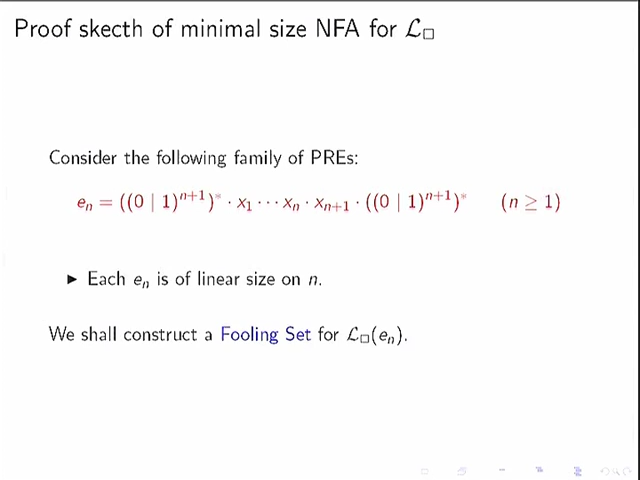 Proof skecth of minimal size NFA for 𝓛□
Consider the following family of PREs:
eₙ = ((0 | 1)ⁿ⁺¹)* · x₁ ⋯ xₙ · xₙ₊₁ · ((0 | 1)ⁿ⁺¹)* (n ≥ 1)
▶ Each eₙ is of linear size on n.
We shall construct a Fooling Set for 𝓛□(eₙ).